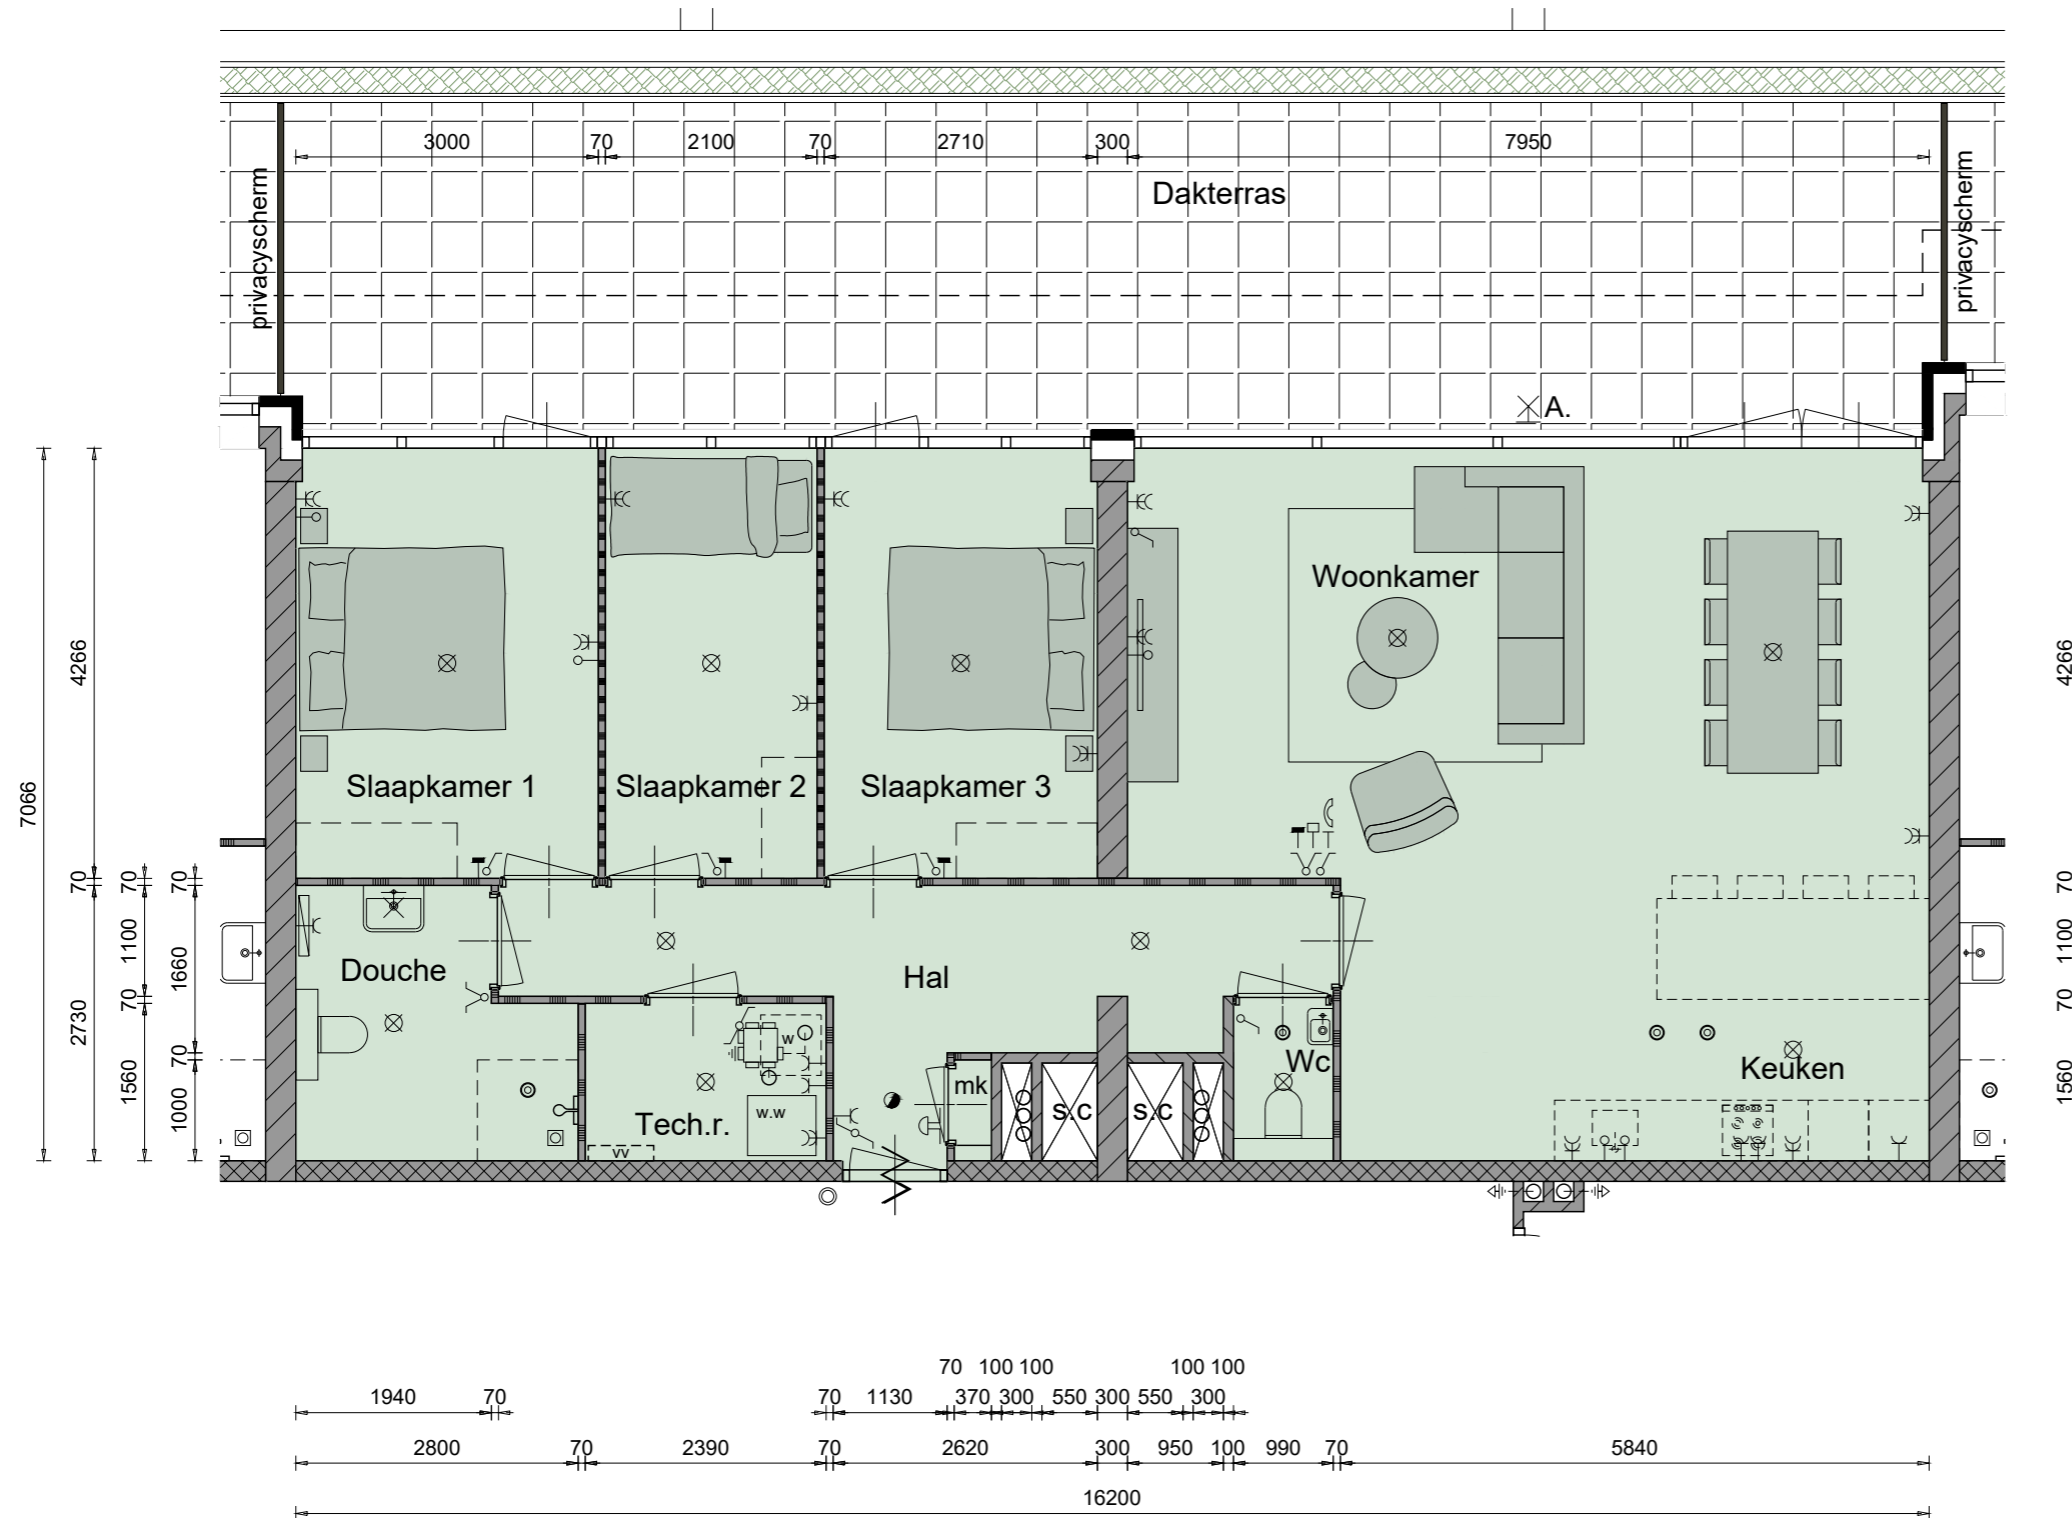 3000 70 2100 70 2710 300 7950
Dakterras
privacyscherm
privacyscherm
A.
Woonkamer
Slaapkamer 1
Slaapkamer 2
Slaapkamer 3
7066
4266
70
2730
70
1100
70
1560
70
1660
70
1000
4266
70
1100
70
1560
Douche
Hal
Tech.r.
w
w.w
vv
mk
s.c
s.c
Wc
Keuken
70 100 100 100 100
1940 70 70 1130 370 300 550 300 550 300
2800 70 2390 70 2620 300 950 100 990 70 5840
16200